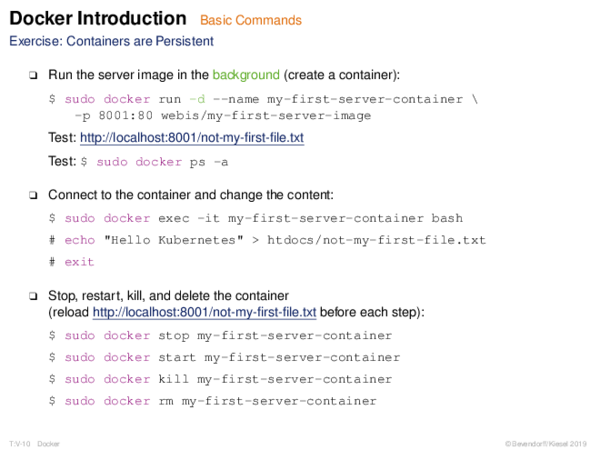 Docker Introduction Basic Commands
Exercise: Containers are Persistent
❑ Run the server image in the background (create a container):
$ sudo docker run -d --name my-first-server-container \
-p 8001:80 webis/my-first-server-image
Test: http://localhost:8001/not-my-first-file.txt
Test: $ sudo docker ps -a
❑ Connect to the container and change the content:
$ sudo docker exec -it my-first-server-container bash
# echo "Hello Kubernetes" > htdocs/not-my-first-file.txt
# exit
❑ Stop, restart, kill, and delete the container
(reload http://localhost:8001/not-my-first-file.txt before each step):
$ sudo docker stop my-first-server-container
$ sudo docker start my-first-server-container
$ sudo docker kill my-first-server-container
$ sudo docker rm my-first-server-container
T:V-10 Docker
© Bevendorff/Kiesel 2019